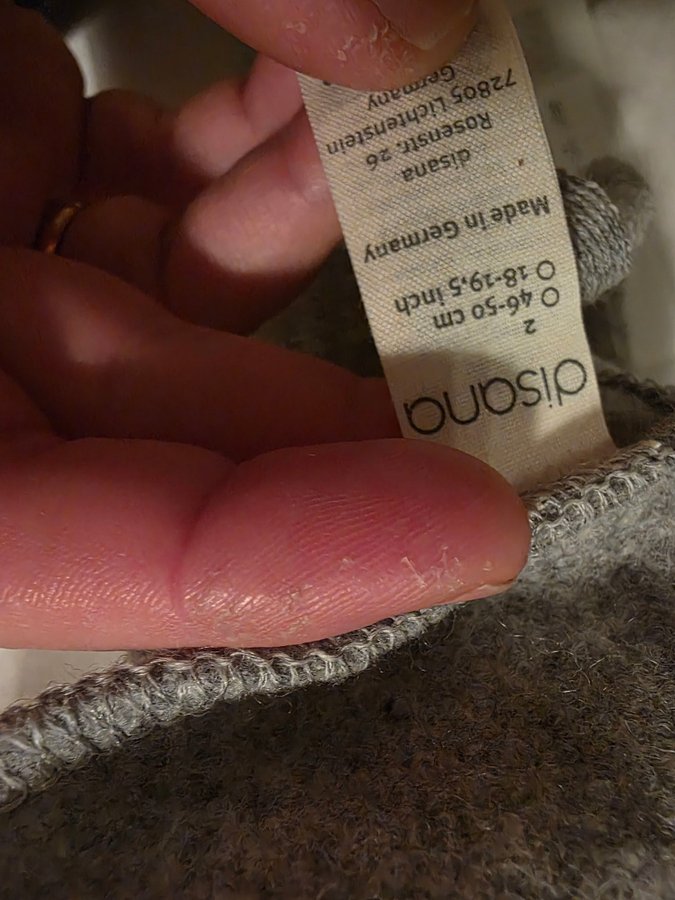 disana
2
O 46-50 cm
O 18-19,5 inch
Made in Germany
disana
Rosenstr. 26
72805 Lichtenstein
Germany